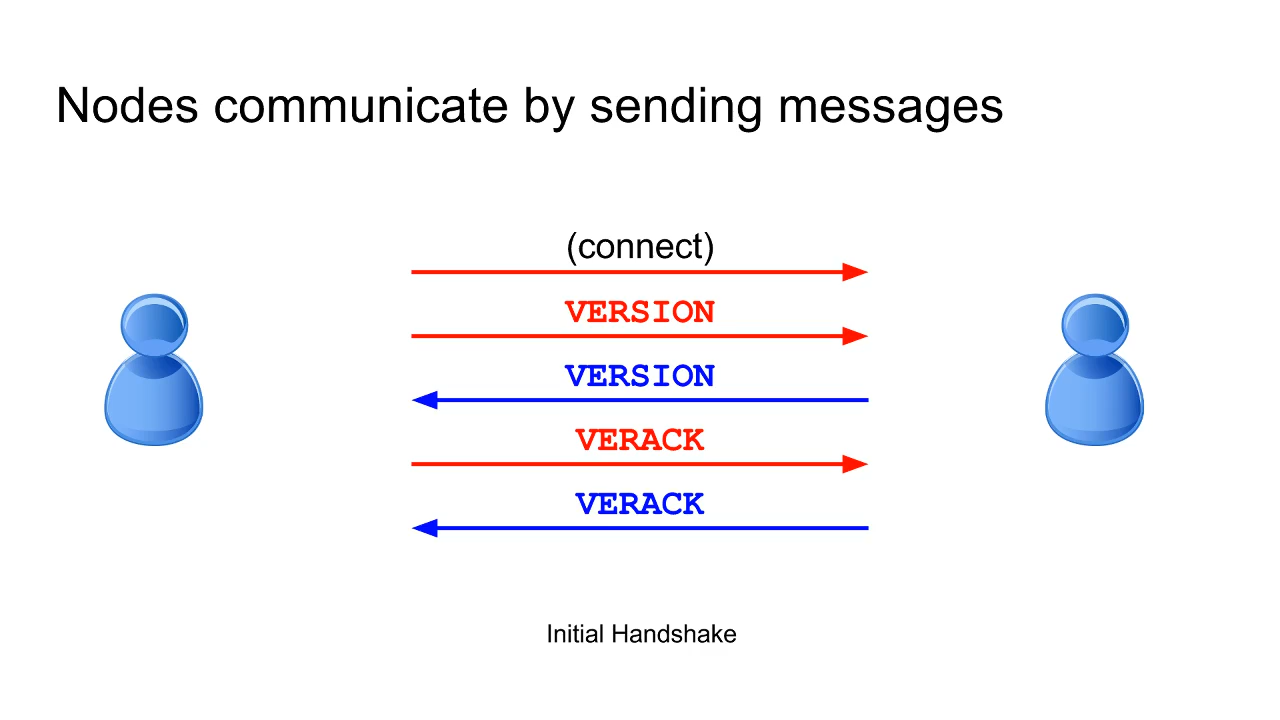 Nodes communicate by sending messages
(connect)
VERSION
VERSION
VERACK
VERACK
Initial Handshake